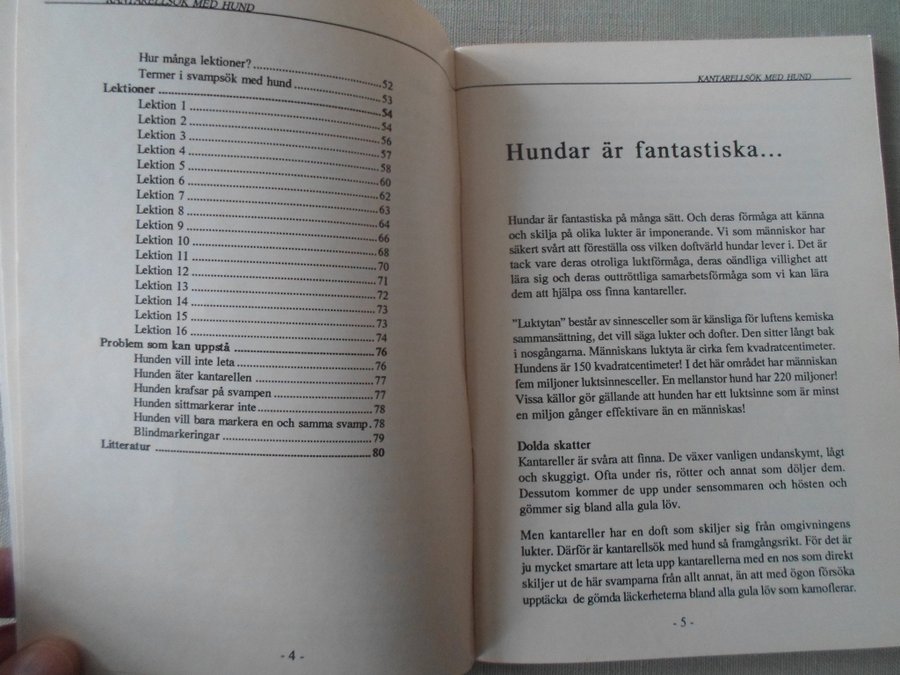 KANTARELLSÖK MED HUND
Hur många lektioner? ........ 52
Termer i svampsök med hund ........ 53
Lektioner ........ 54
Lektion 1 ........ 54
Lektion 2 ........ 56
Lektion 3 ........ 57
Lektion 4 ........ 58
Lektion 5 ........ 60
Lektion 6 ........ 62
Lektion 7 ........ 63
Lektion 8 ........ 64
Lektion 9 ........ 66
Lektion 10 ........ 68
Lektion 11 ........ 70
Lektion 12 ........ 71
Lektion 13 ........ 72
Lektion 14 ........ 73
Lektion 15 ........ 73
Lektion 16 ........ 74
Problem som kan uppstå ........ 76
Hunden vill inte leta ........ 76
Hunden äter kantarellen ........ 77
Hunden krafsar på svampen ........ 77
Hunden sittmarkerar inte ........ 78
Hunden vill bara markera en och samma svamp . 78
Blindmarkeringar ........ 79
Litteratur ........ 80
- 4 -
KANTARELLSÖK MED HUND
Hundar är fantastiska...
Hundar är fantastiska på många sätt. Och deras förmåga att känna
och skilja på olika lukter är imponerande. Vi som människor har
säkert svårt att föreställa oss vilken doftvärld hundar lever i. Det är
tack vare deras otroliga luktförmåga, deras oändliga villighet att
lära sig och deras outtröttliga samarbetsförmåga som vi kan lära
dem att hjälpa oss finna kantareller.
"Luktytan" består av sinnesceller som är känsliga för luftens kemiska
sammansättning, det vill säga lukter och dofter. Den sitter långt bak
i nosgångarna. Människans luktyta är cirka fem kvadratcentimeter.
Hundens är 150 kvadratcentimeter! I det här området har människan
fem miljoner luktsinnesceller. En mellanstor hund har 220 miljoner!
Vissa källor gör gällande att hunden har ett luktsinne som är minst
en miljon gånger effektivare än en människas!
Dolda skatter
Kantareller är svåra att finna. De växer vanligen undanskymt, lågt
och skuggigt. Ofta under ris, rötter och annat som döljer dem.
Dessutom kommer de upp under sensommaren och hösten och
gömmer sig bland alla gula löv.
Men kantareller har en doft som skiljer sig från omgivningens
lukter. Därför är kantarellsök med hund så framgångsrikt. För det är
ju mycket smartare att leta upp kantarellerna med en nos som direkt
skiljer ut de här svamparna från allt annat, än att med ögon försöka
upptäcka de gömda läckerheterna bland alla gula löv som kamoflerar.
- 5 -